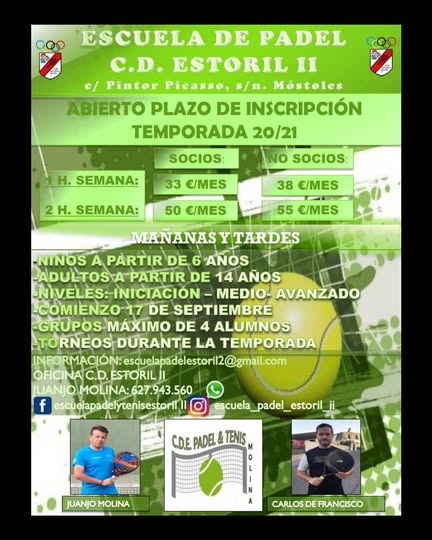 ESCUELA DE PADEL
C.D. ESTORIL II
c/ Pintor Picasso, s/n. Móstoles
ABIERTO PLAZO DE INSCRIPCIÓN
TEMPORADA 20/21
SOCIOS: NO SOCIOS:
1 H. SEMANA: 33 €/MES 38 €/MES
2 H. SEMANA: 50 €/MES 55 €/MES
MAÑANAS Y TARDES
-NIÑOS A PARTIR DE 6 AÑOS
-ADULTOS A PARTIR DE 14 AÑOS
-NIVELES: INICIACIÓN – MEDIO- AVANZADO
-COMIENZO 17 DE SEPTIEMBRE
-GRUPOS MÁXIMO DE 4 ALUMNOS
-TORNEOS DURANTE LA TEMPORADA
INFORMACIÓN: escuelapadelestoril2@gmail.com
OFICINA C.D. ESTORIL II
JUANJO MOLINA: 627.943.560
escuelapadelytenisestoril II escuela_padel_estoril_ii
C.D.E. PADEL & TENIS
MOLINA
JUANJO MOLINA
CARLOS DE FRANCISCO